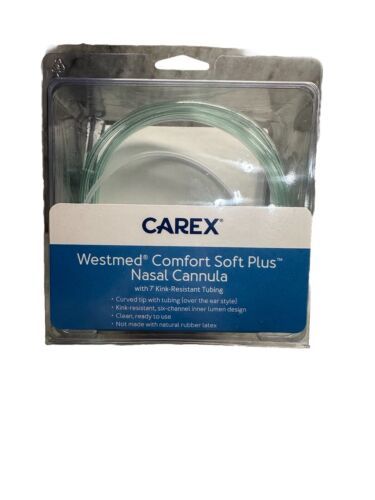 CAREX®
Westmed® Comfort Soft Plus™
Nasal Cannula
with 7' Kink-Resistant Tubing
• Curved tip with tubing (over the ear style)
• Kink-resistant, six-channel inner lumen design
• Clean, ready to use
• Not made with natural rubber latex